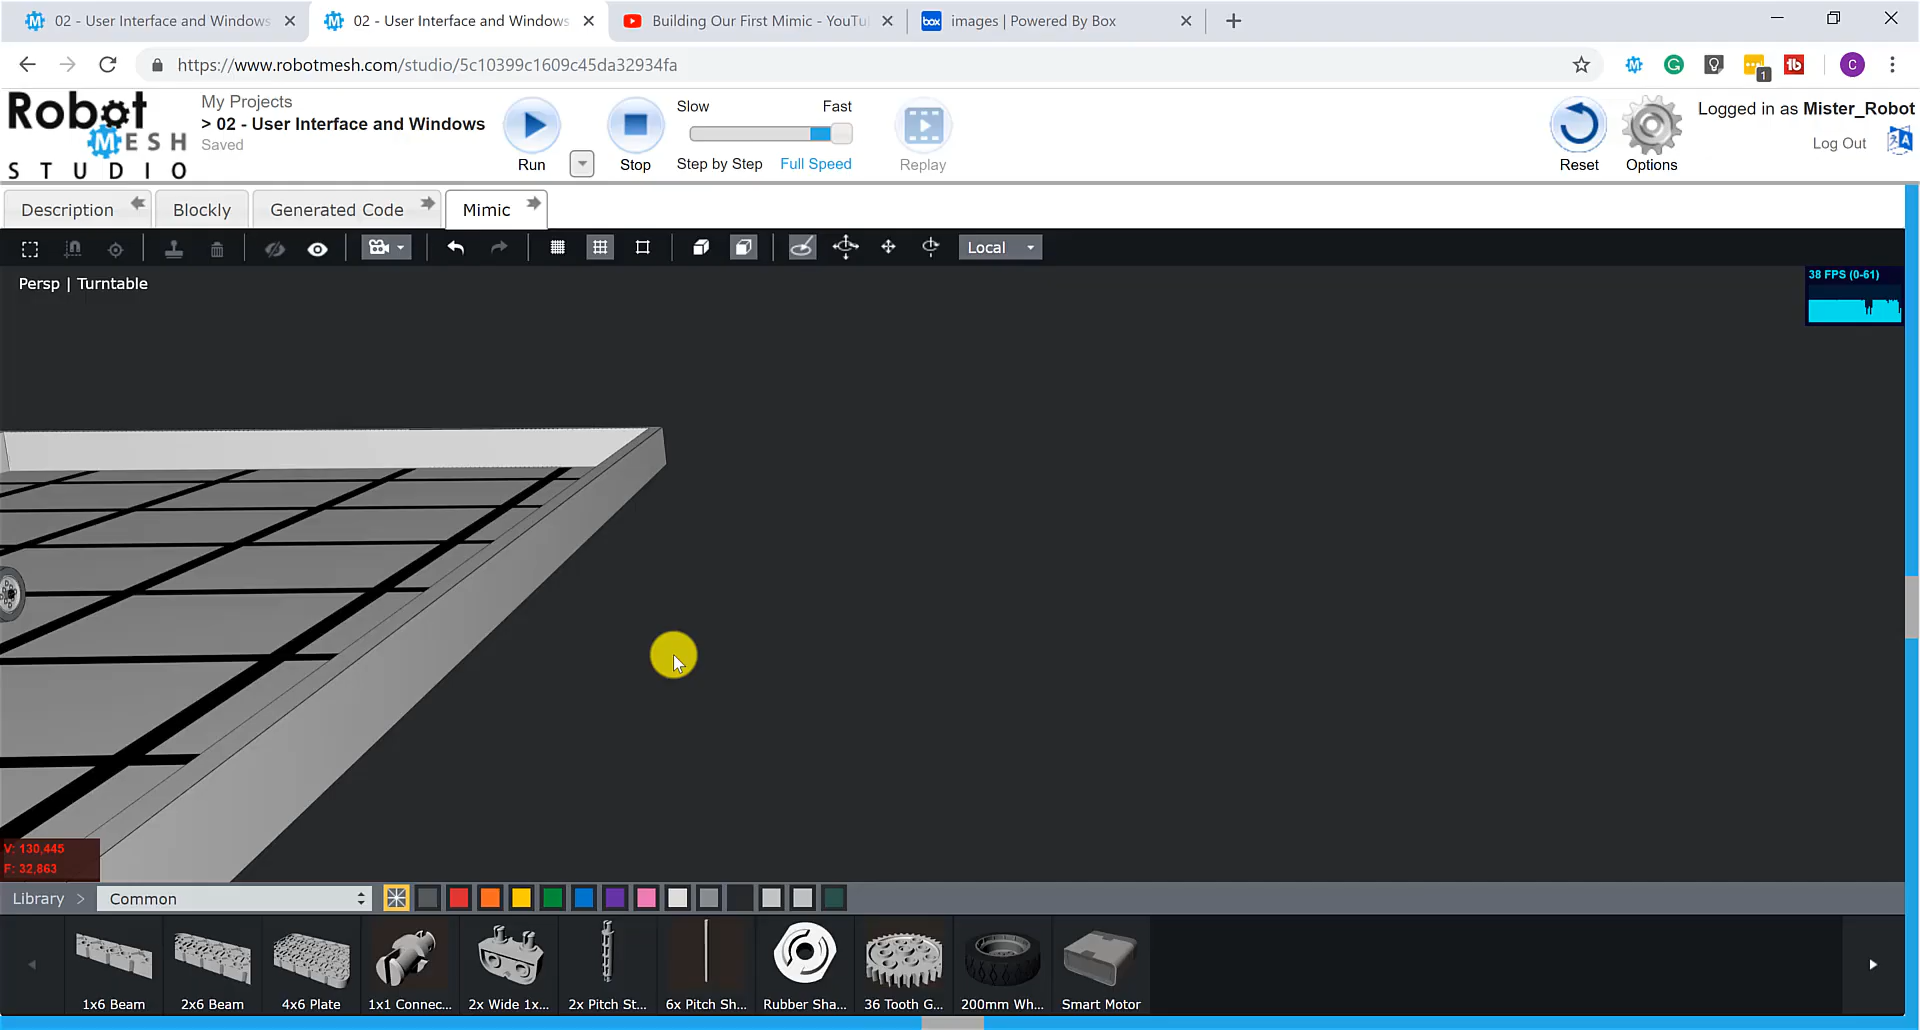 02 - User Interface and Windows
02 - User Interface and Windows
Building Our First Mimic - YouTu
images | Powered By Box
https://www.robotmesh.com/studio/5c10399c1609c45da32934fa
1
C
Robot MESH STUDIO
My Projects
> 02 - User Interface and Windows
Saved
Run
Stop
Slow
Fast
Step by Step
Full Speed
Replay
Reset
Options
Logged in as Mister_Robot
Log Out
Description
Blockly
Generated Code
Mimic
Local
Persp | Turntable
38 FPS (0-61)
V: 130,445
F: 32,863
Library >
Common
1x6 Beam
2x6 Beam
4x6 Plate
1x1 Connec...
2x Wide 1x...
2x Pitch St...
6x Pitch Sh...
Rubber Sha...
36 Tooth G...
200mm Wh...
Smart Motor